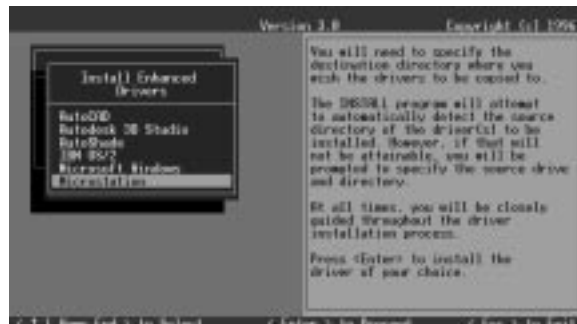 Version 3.0 Copyright (c) 1996
Install Enhanced
Drivers
AutoCAD
Autodesk 3D Studio
AutoShade
IBM OS/2
Microsoft Windows
Microstation
You will need to specify the
destination directory where you
wish the drivers to be copied to.
The INSTALL program will attempt
to automatically detect the source
directory of the driver(s) to be
installed. However, if that will
not be attainable, you will be
prompted to specify the source drive
and directory.
At all times, you will be closely
guided throughout the driver
installation process.
Press <Enter> to install the
driver of your choice.